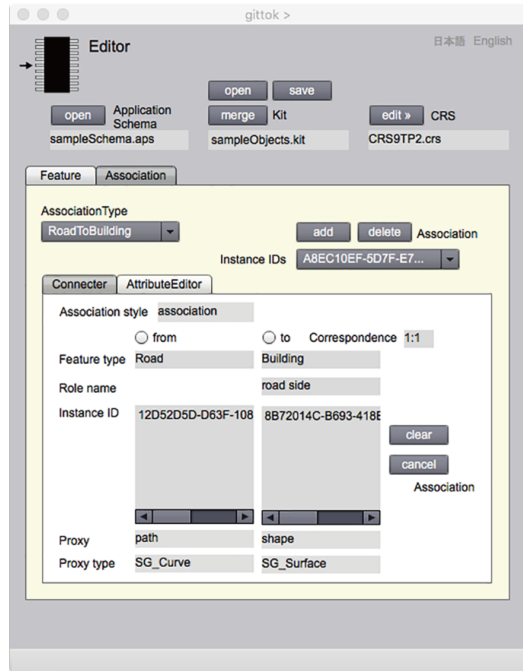 gittok >
Editor
日本語 English
open save
open Application Schema merge Kit edit » CRS
sampleSchema.aps sampleObjects.kit CRS9TP2.crs
Feature Association
AssociationType
RoadToBuilding add delete Association
Instance IDs A8EC10EF-5D7F-E7...
Connecter AttributeEditor
Association style association
from to Correspondence 1:1
Feature type Road Building
Role name road side
Instance ID 12D52D5D-D63F-108 8B72014C-B693-418E
clear
cancel
Association
Proxy path shape
Proxy type SG_Curve SG_Surface